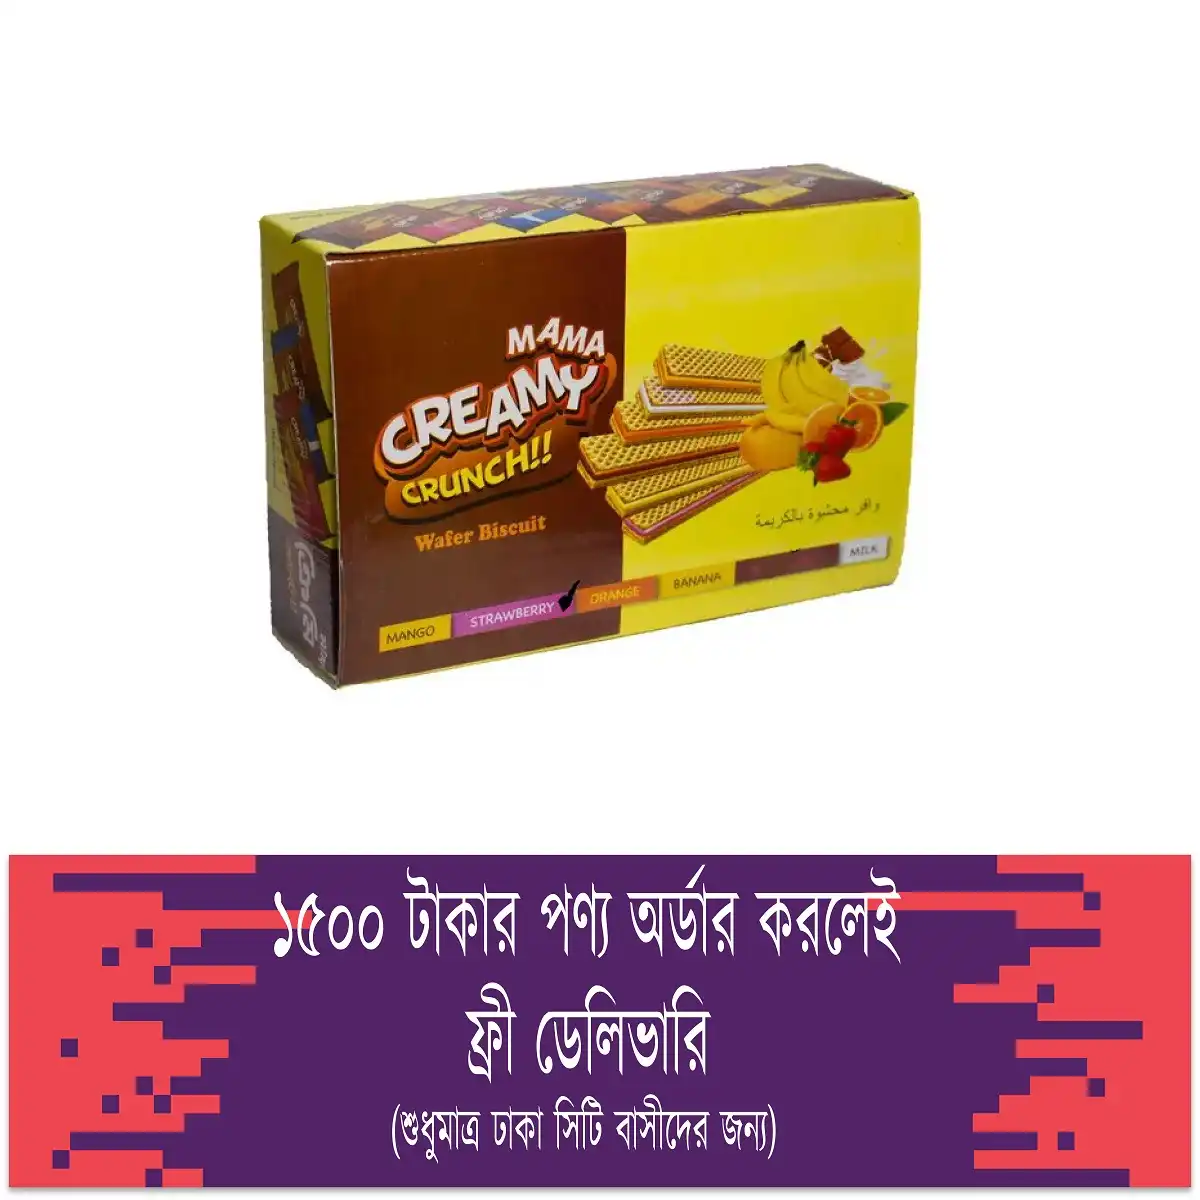 MAMA
CREAMY
CRUNCH!!
Wafer Biscuit
وافر محشوة بالكريمة
MANGO STRAWBERRY ORANGE BANANA MILK
১৫০০ টাকার পণ্য অর্ডার করলেই
ফ্রী ডেলিভারি
(শুধুমাত্র ঢাকা সিটি বাসীদের জন্য)